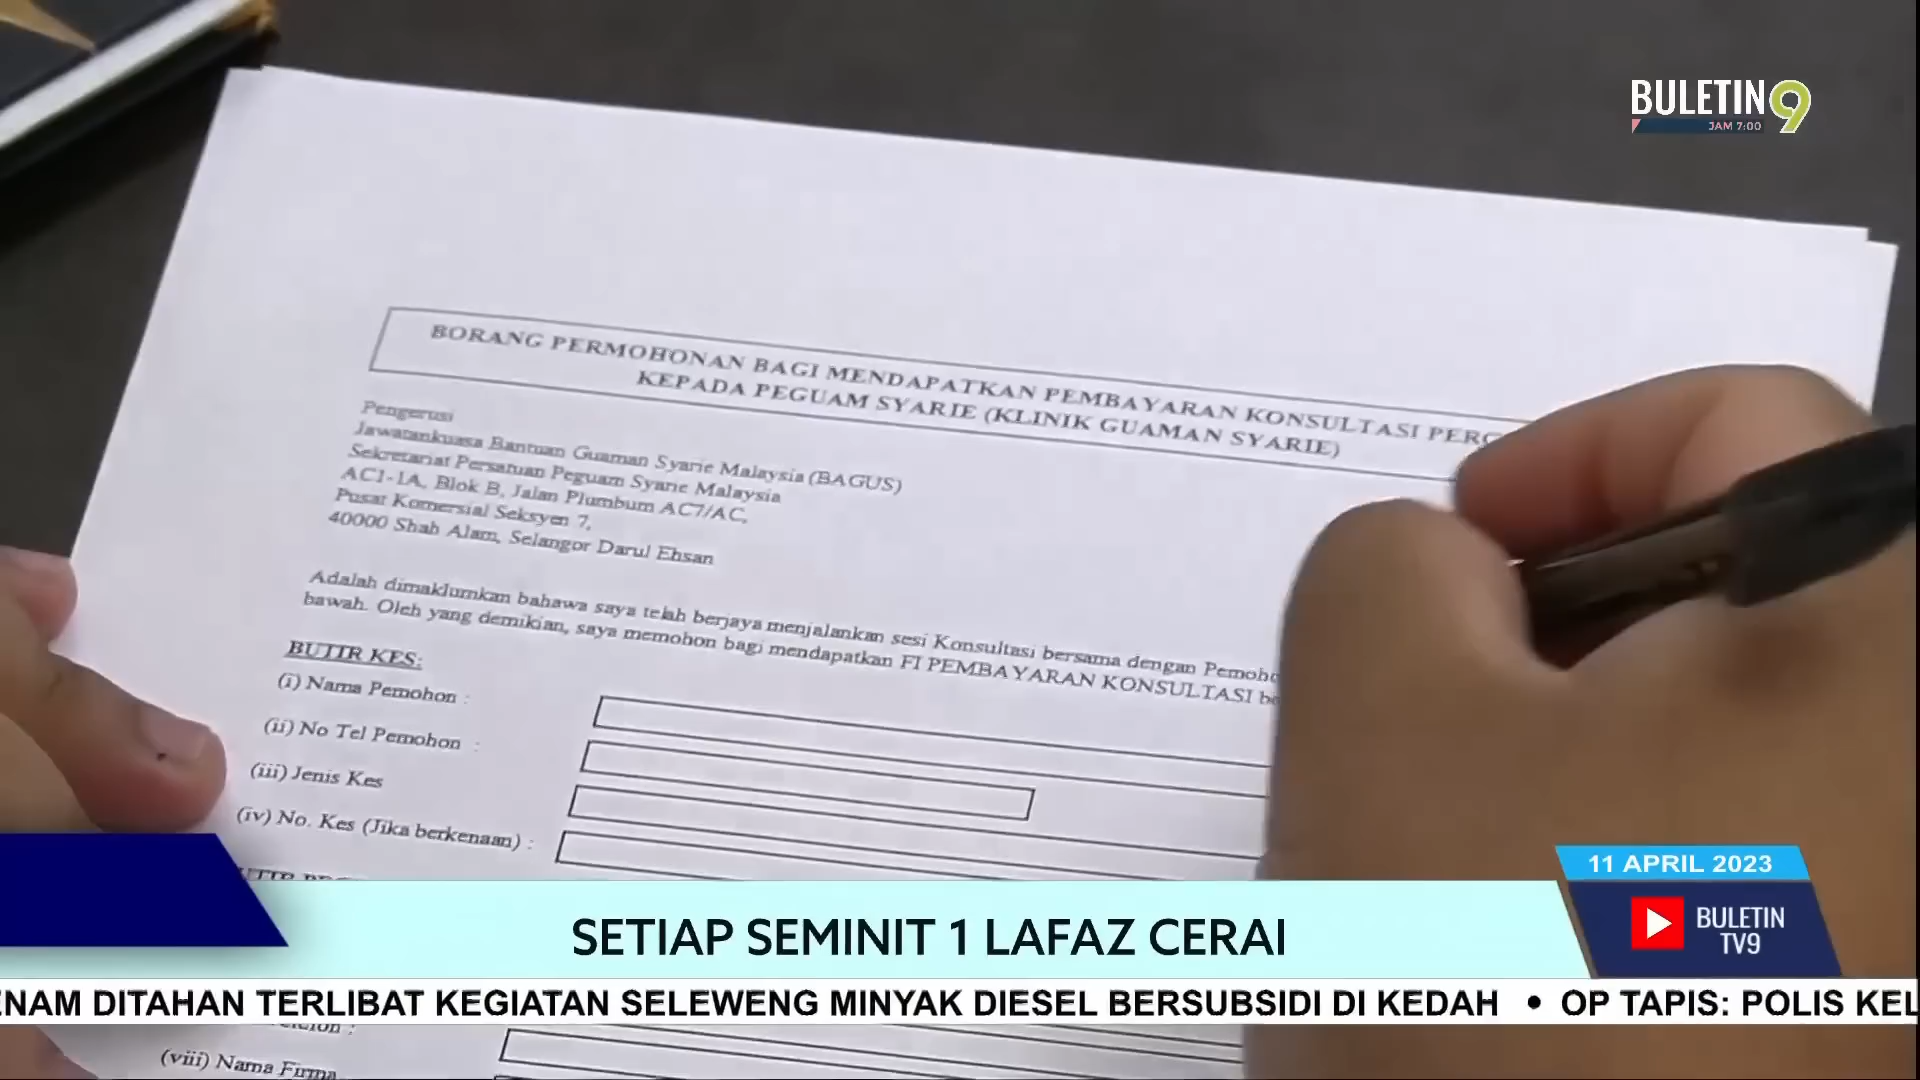 BULETIN 9
JAM 7:00
BORANG PERMOHONAN BAGI MENDAPATKAN PEMBAYARAN KONSULTASI
KEPADA PEGUAM SYARIE (KLINIK GUAMAN SYARIE)
Pengerusi
Jawatankuasa Bantuan Guaman Syarie Malaysia (BAGUS)
Sekretariat Persatuan Peguam Syarie Malaysia
AC1-1A, Blok B, Jalan Plumbum AC7/AC,
Pusat Komersial Seksyen 7,
40000 Shah Alam, Selangor Darul Ehsan
Adalah dimaklumkan bahawa saya telah berjaya menjalankan sesi Konsultasi bersama dengan
bawah. Oleh yang demikian, saya memohon bagi mendapatkan FI PEMBAYARAN KONSULTASI
BUTIR KES:
(i) Nama Pemohon :
(ii) No Tel Pemohon :
(iii) Jenis Kes
(iv) No. Kes (Jika berkenaan) :
11 APRIL 2023
SETIAP SEMINIT 1 LAFAZ CERAI
BULETIN
TV9
ENAM DITAHAN TERLIBAT KEGIATAN SELEWENG MINYAK DIESEL BERSUBSIDI DI KEDAH • OP TAPIS: POLIS KEL
(viii) Nama Firma